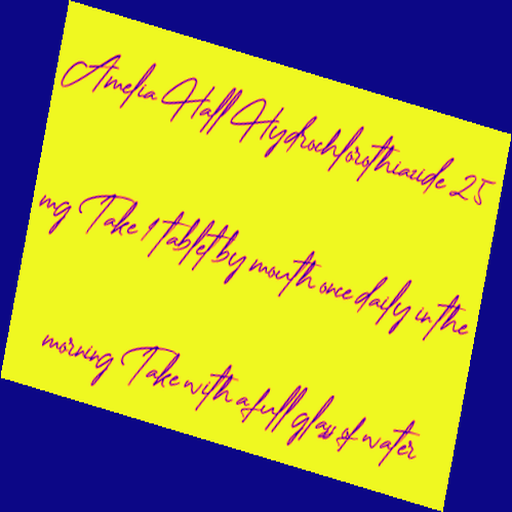 Amelia Hall Hydrochlorothiazide 25
mg Take 1 tablet by mouth once daily in the
morning Take with a full glass of water